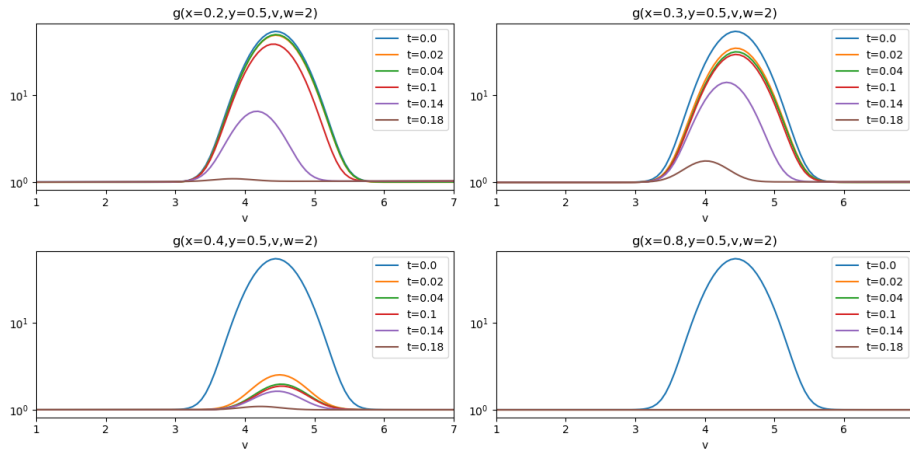 g(x=0.2,y=0.5,v,w=2)
10¹
10⁰
t=0.0
t=0.02
t=0.04
t=0.1
t=0.14
t=0.18
1 2 3 4 5 6 7
v
g(x=0.3,y=0.5,v,w=2)
10¹
10⁰
t=0.0
t=0.02
t=0.04
t=0.1
t=0.14
t=0.18
1 2 3 4 5 6
v
g(x=0.4,y=0.5,v,w=2)
10¹
10⁰
t=0.0
t=0.02
t=0.04
t=0.1
t=0.14
t=0.18
1 2 3 4 5 6 7
v
g(x=0.8,y=0.5,v,w=2)
10¹
10⁰
t=0.0
t=0.02
t=0.04
t=0.1
t=0.14
t=0.18
1 2 3 4 5 6
v